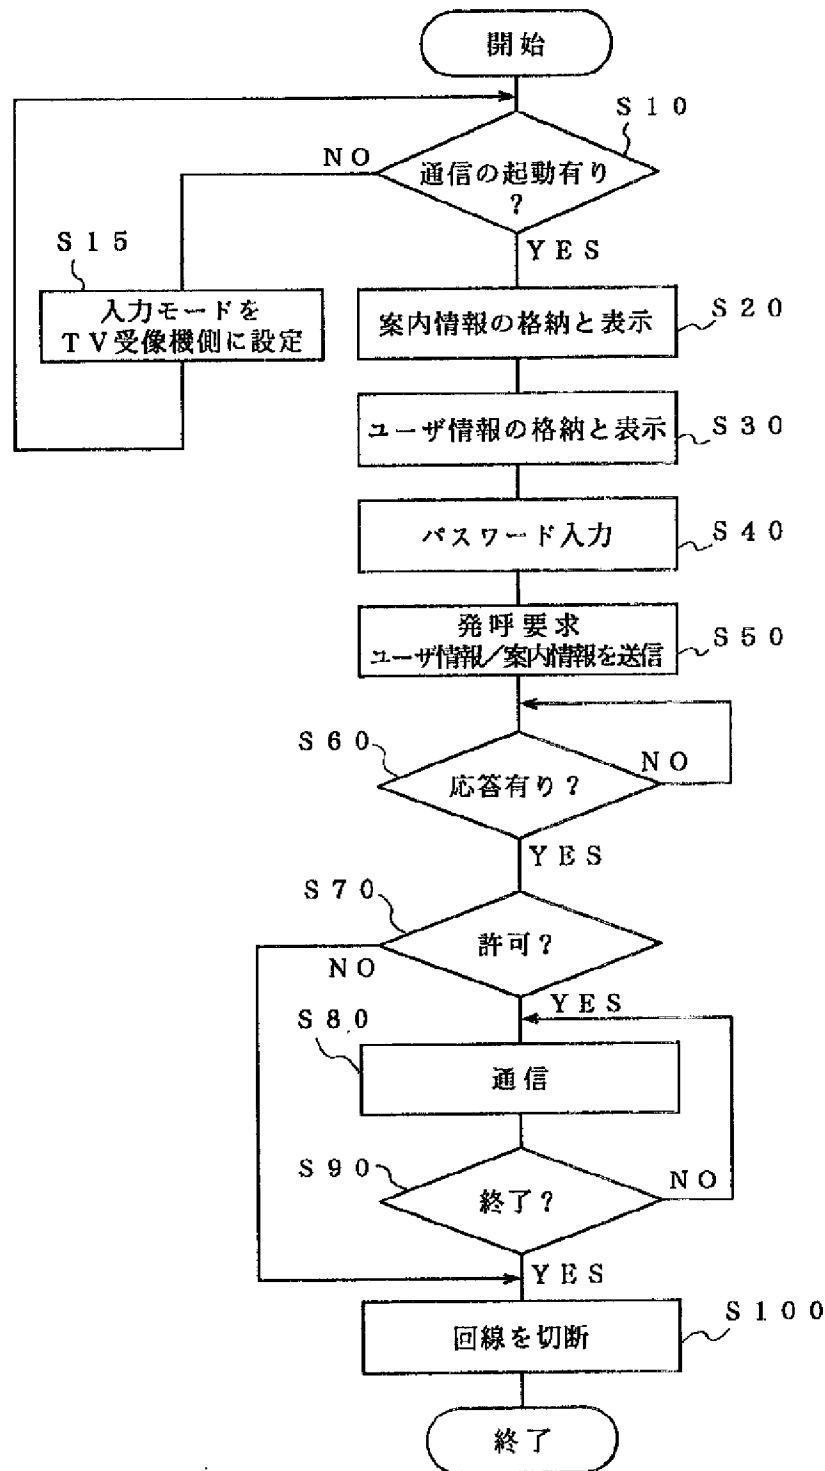 開始
S10
通信の起動有り
?
NO
YES
S15
入力モードを
TV受像機側に設定
案内情報の格納と表示
S20
ユーザ情報の格納と表示
S30
パスワード入力
S40
発呼要求
ユーザ情報/案内情報を送信
S50
S60
応答有り?
NO
YES
S70
許可?
NO
YES
S80
通信
S90
終了?
NO
YES
回線を切断
S100
終了